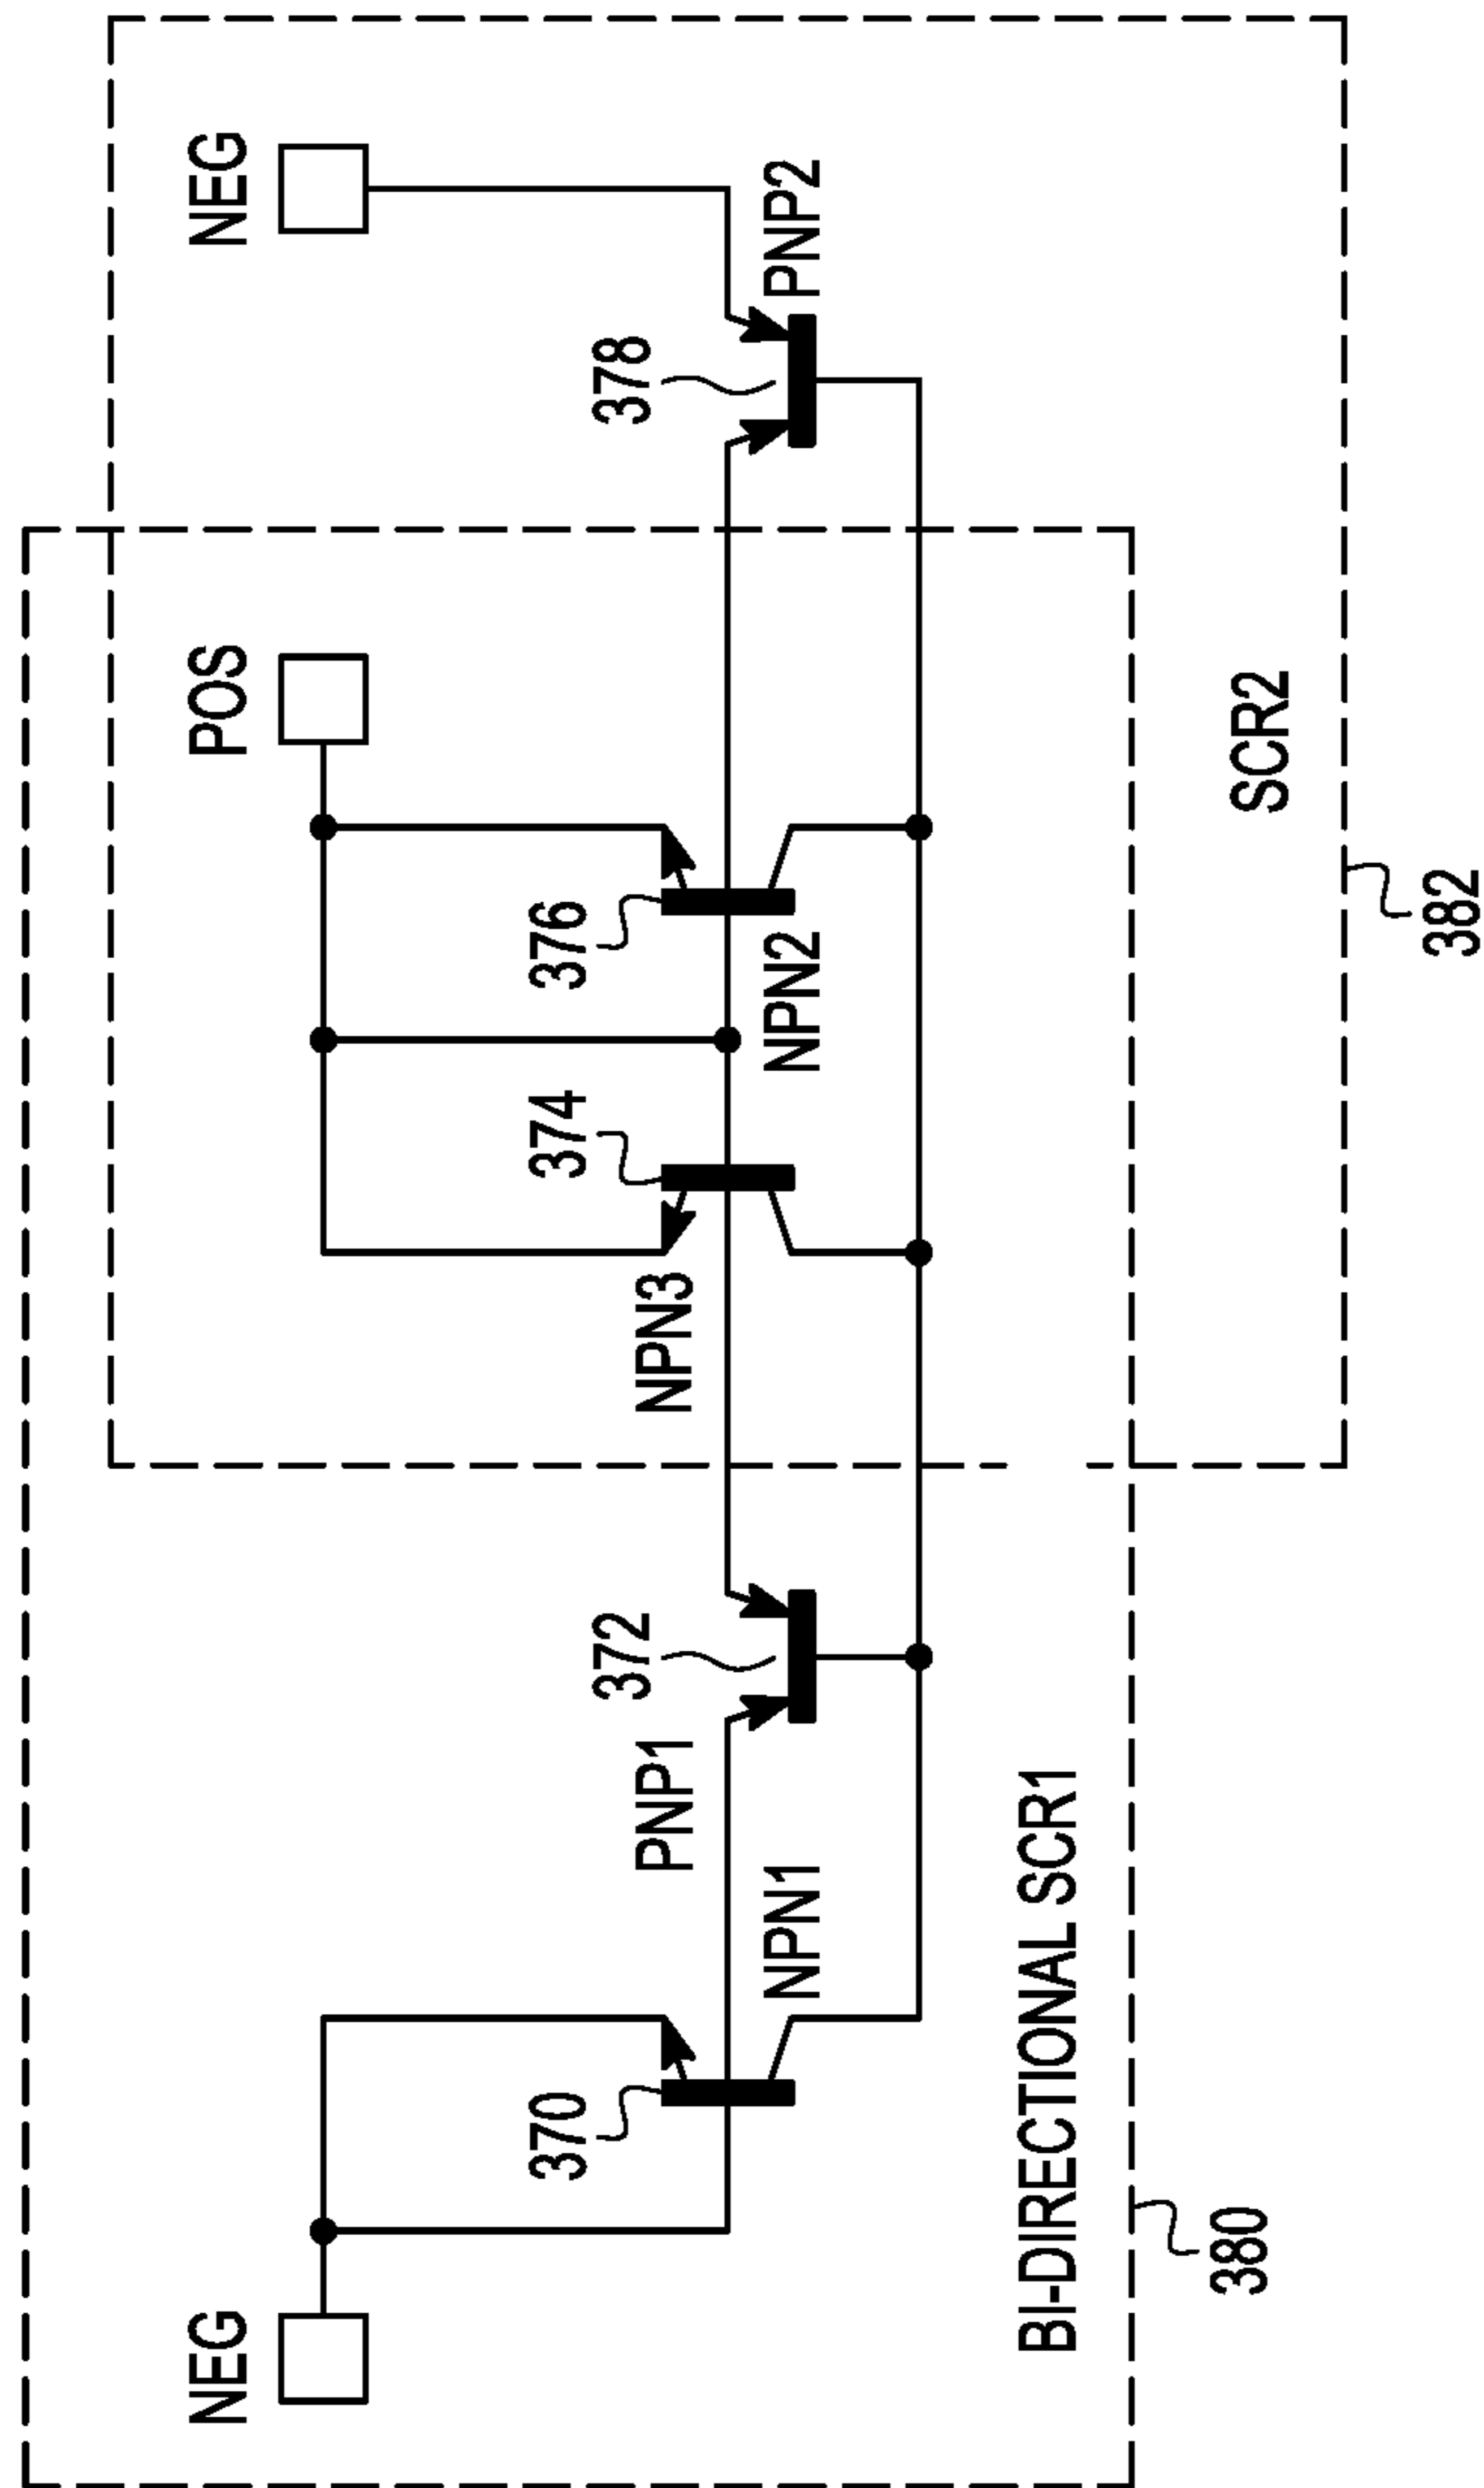 NEG
POS
NEG
370
374
376
372
378
PNP1
NPN3
NPN1
NPN2
PNP2
BI-DIRECTIONAL SCR1
380
SCR2
382